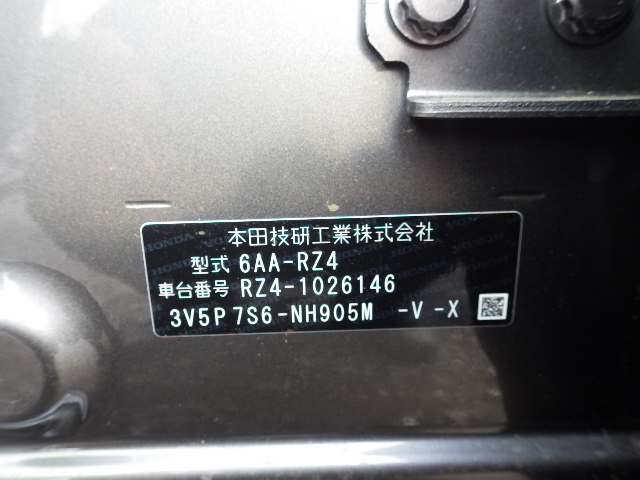 本田技研工業株式会社
型式 6AA-RZ4
車台番号 RZ4-1026146
3V5P 7S6-NH905M -V -X